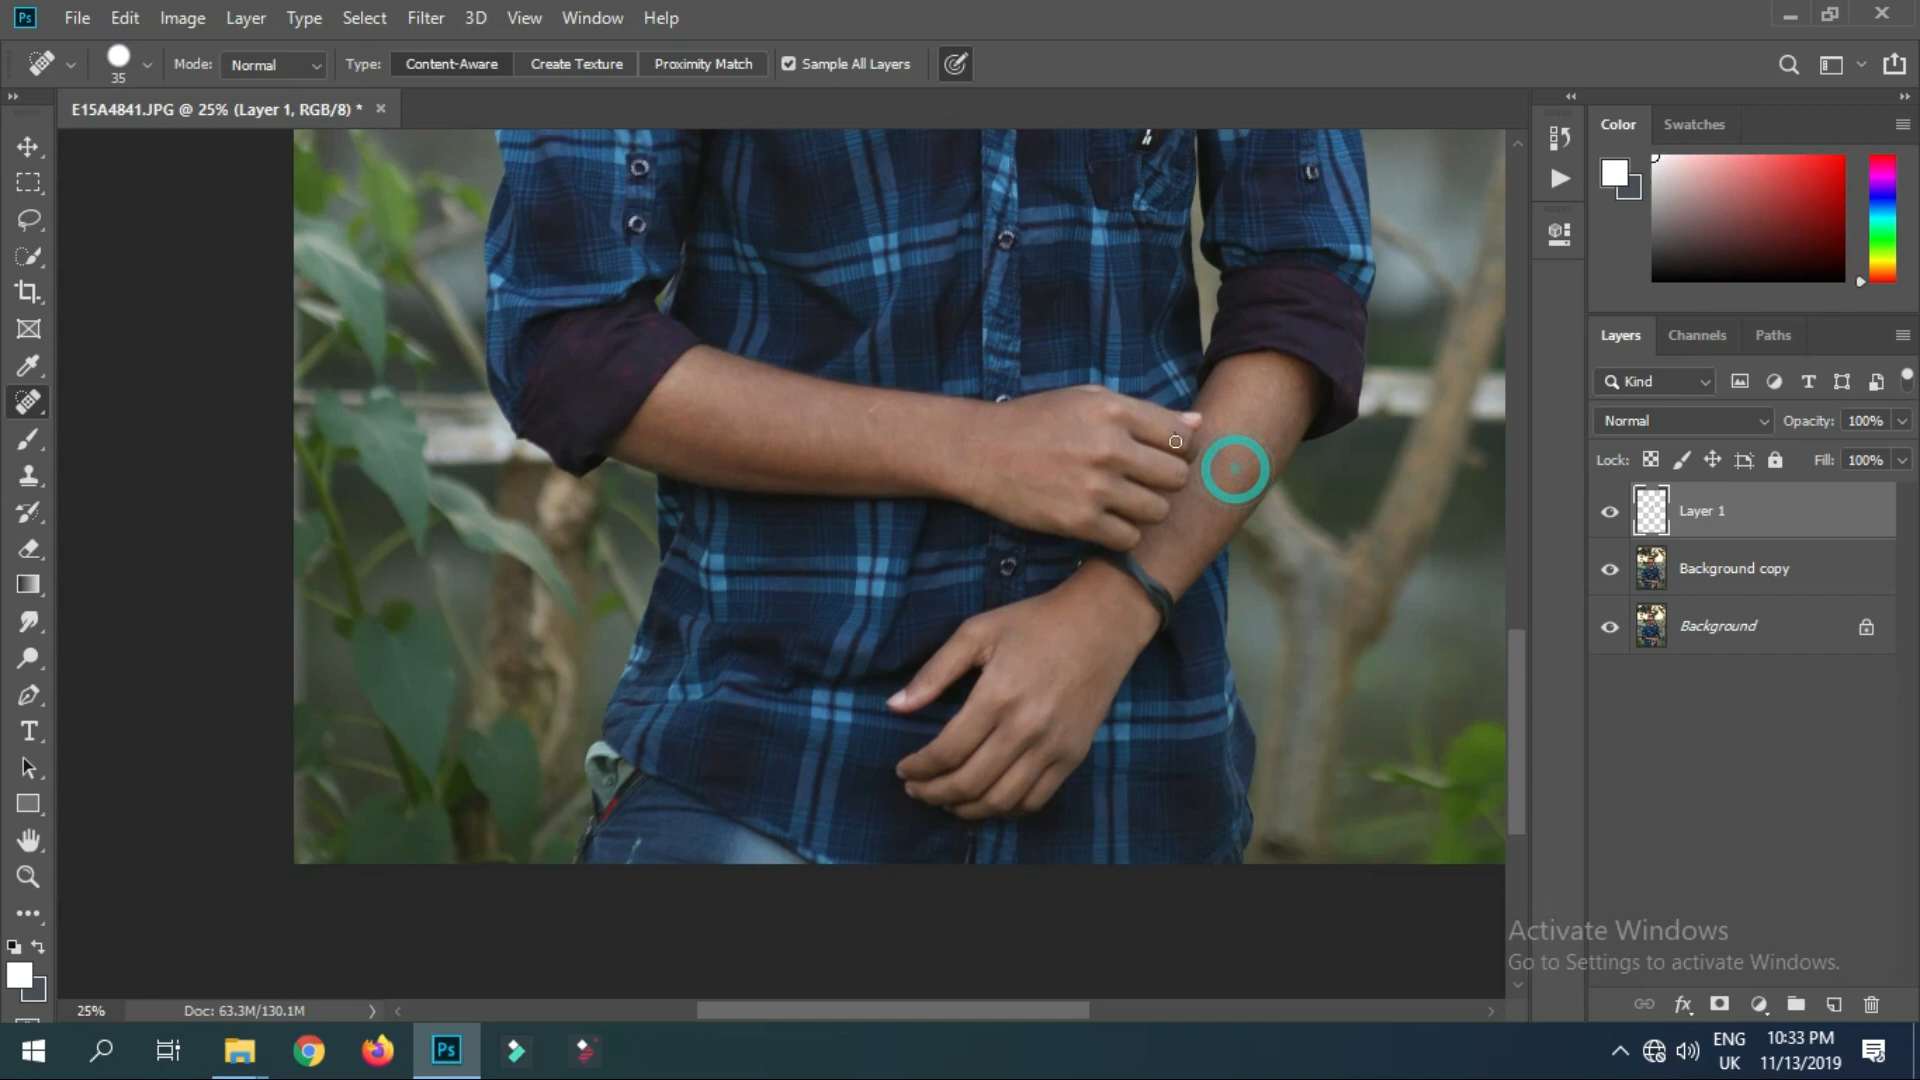 Ps File Edit Image Layer Type Select Filter 3D View Window Help
35 Mode: Normal Type: Content-Aware Create Texture Proximity Match Sample All Layers
E15A4841.JPG @ 25% (Layer 1, RGB/8) * ×
Color Swatches
Layers Channels Paths
Kind
Normal Opacity: 100%
Lock: Fill: 100%
Layer 1
Background copy
Background
Activate Windows
Go to Settings to activate Windows.
25% Doc: 63.3M/130.1M
fx
Ps
ENG 10:33 PM
UK 11/13/2019